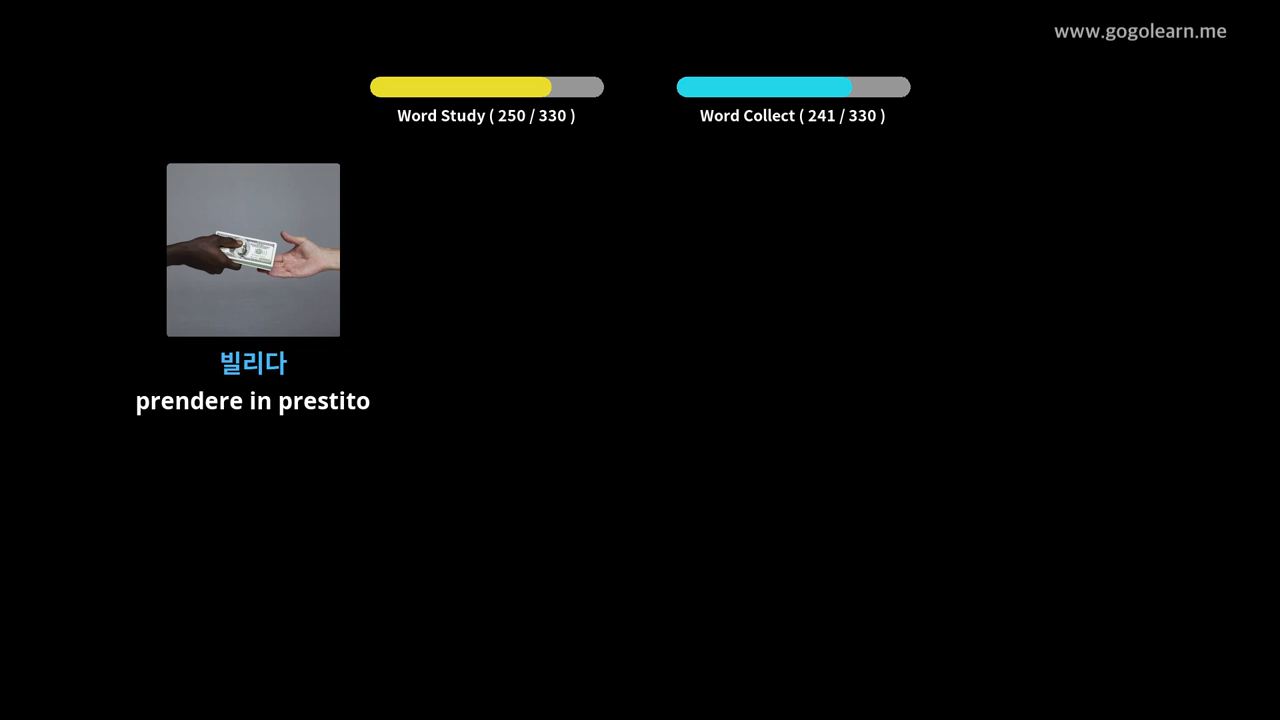 www.gogolearn.me
Word Study ( 250 / 330 )
Word Collect ( 241 / 330 )
빌리다
prendere in prestito